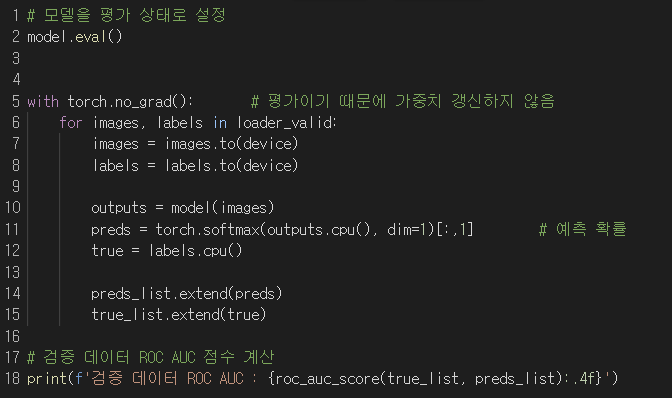 1 # 모델을 평가 상태로 설정
2 model.eval()
3
4
5 with torch.no_grad():       # 평가이기 때문에 가중치 갱신하지 않음
6     for images, labels in loader_valid:
7         images = images.to(device)
8         labels = labels.to(device)
9
10         outputs = model(images)
11         preds = torch.softmax(outputs.cpu(), dim=1)[:,1]        # 예측 확률
12         true = labels.cpu()
13
14         preds_list.extend(preds)
15         true_list.extend(true)
16
17 # 검증 데이터 ROC AUC 점수 계산
18 print(f'검증 데이터 ROC AUC : {roc_auc_score(true_list, preds_list):.4f}')